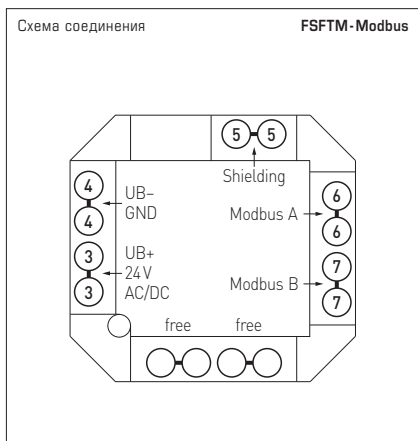 Схема соединения
FSFTM-Modbus
5 5
Shielding
4
4
UB–
GND
3
3
UB+
24V
AC/DC
6
6
Modbus A
7
7
Modbus B
free free